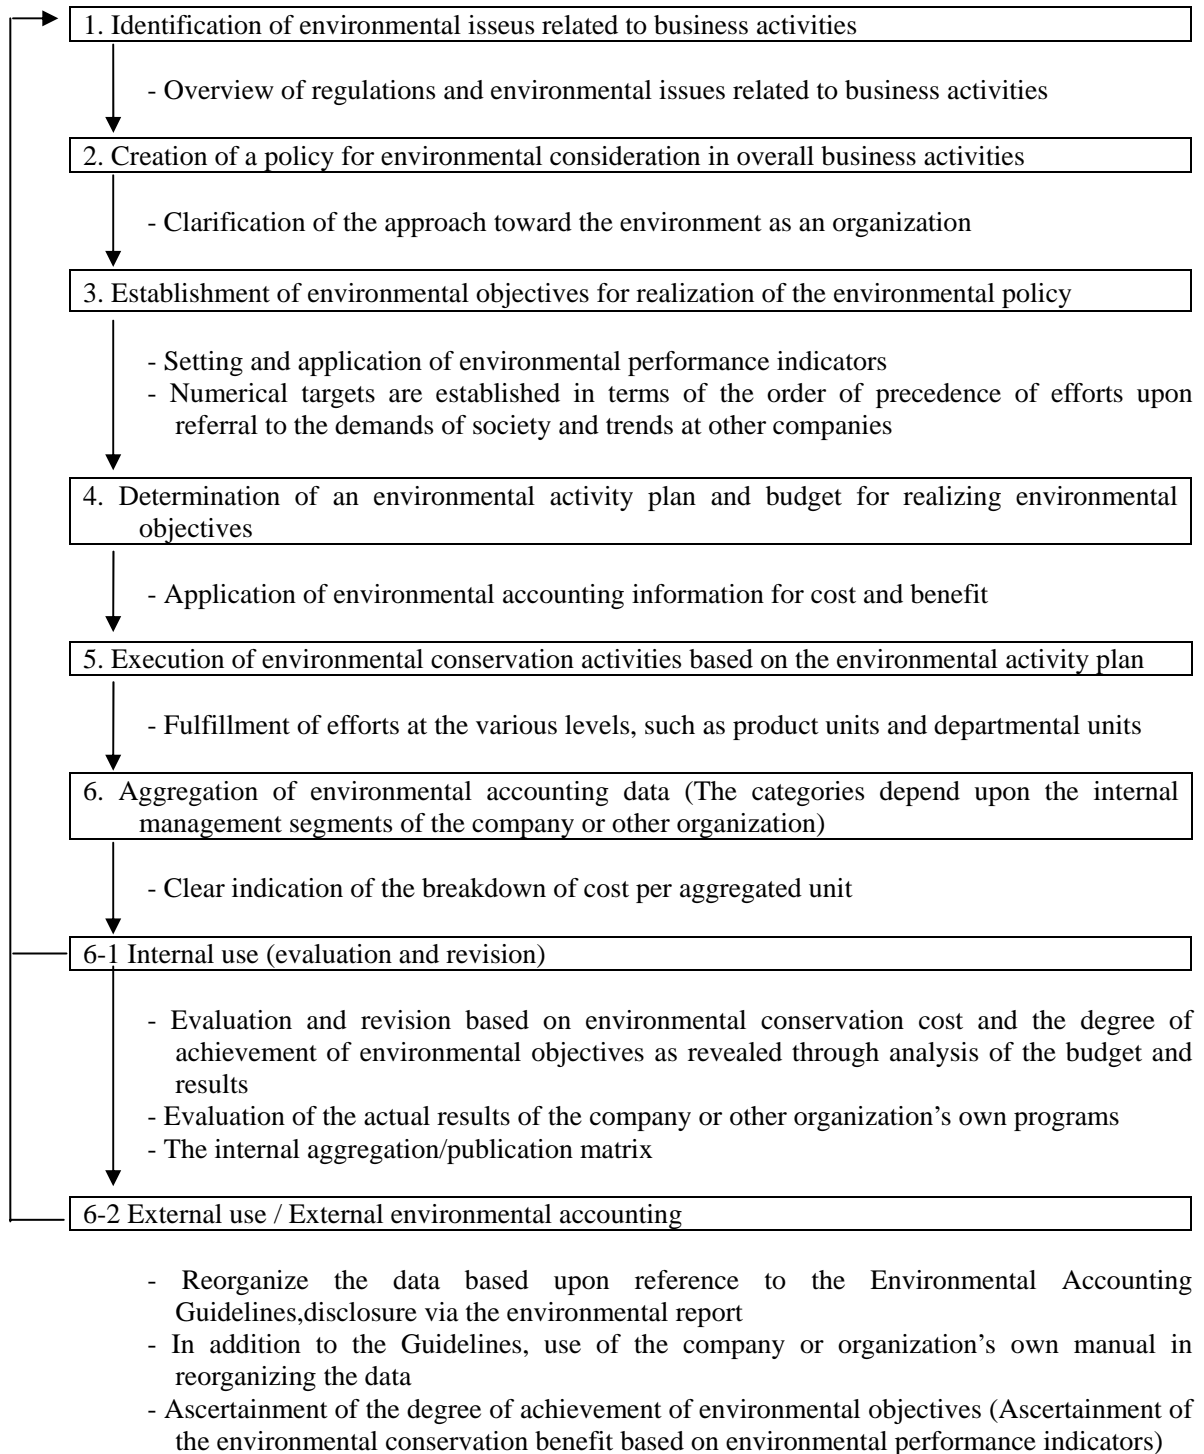 1. Identification of environmental isseus related to business activities
- Overview of regulations and environmental issues related to business activities
2. Creation of a policy for environmental consideration in overall business activities
- Clarification of the approach toward the environment as an organization
3. Establishment of environmental objectives for realization of the environmental policy
- Setting and application of environmental performance indicators
- Numerical targets are established in terms of the order of precedence of efforts upon
referral to the demands of society and trends at other companies
4. Determination of an environmental activity plan and budget for realizing environmental
objectives
- Application of environmental accounting information for cost and benefit
5. Execution of environmental conservation activities based on the environmental activity plan
- Fulfillment of efforts at the various levels, such as product units and departmental units
6. Aggregation of environmental accounting data (The categories depend upon the internal
management segments of the company or other organization)
- Clear indication of the breakdown of cost per aggregated unit
6-1 Internal use (evaluation and revision)
- Evaluation and revision based on environmental conservation cost and the degree of
achievement of environmental objectives as revealed through analysis of the budget and
results
- Evaluation of the actual results of the company or other organization's own programs
- The internal aggregation/publication matrix
6-2 External use / External environmental accounting
- Reorganize the data based upon reference to the Environmental Accounting
Guidelines,disclosure via the environmental report
- In addition to the Guidelines, use of the company or organization's own manual in
reorganizing the data
- Ascertainment of the degree of achievement of environmental objectives (Ascertainment of
the environmental conservation benefit based on environmental performance indicators)